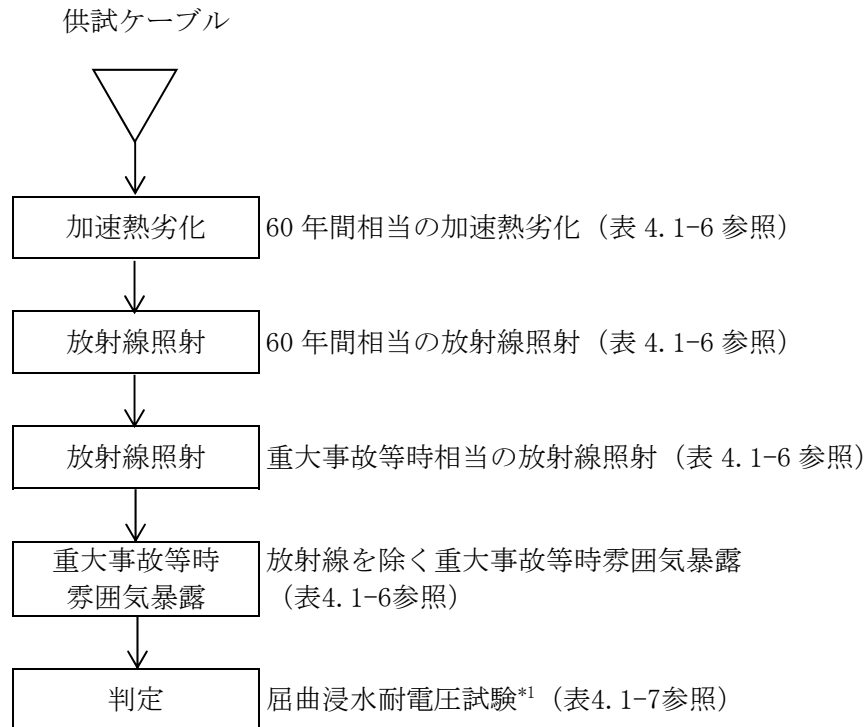 供試ケーブル
加速熱劣化 60 年間相当の加速熱劣化（表 4.1-6 参照）
放射線照射 60 年間相当の放射線照射（表 4.1-6 参照）
放射線照射 重大事故等時相当の放射線照射（表 4.1-6 参照）
重大事故等時 放射線を除く重大事故等時雰囲気暴露
雰囲気暴露 （表4.1-6参照）
判定 屈曲浸水耐電圧試験*1（表4.1-7参照）